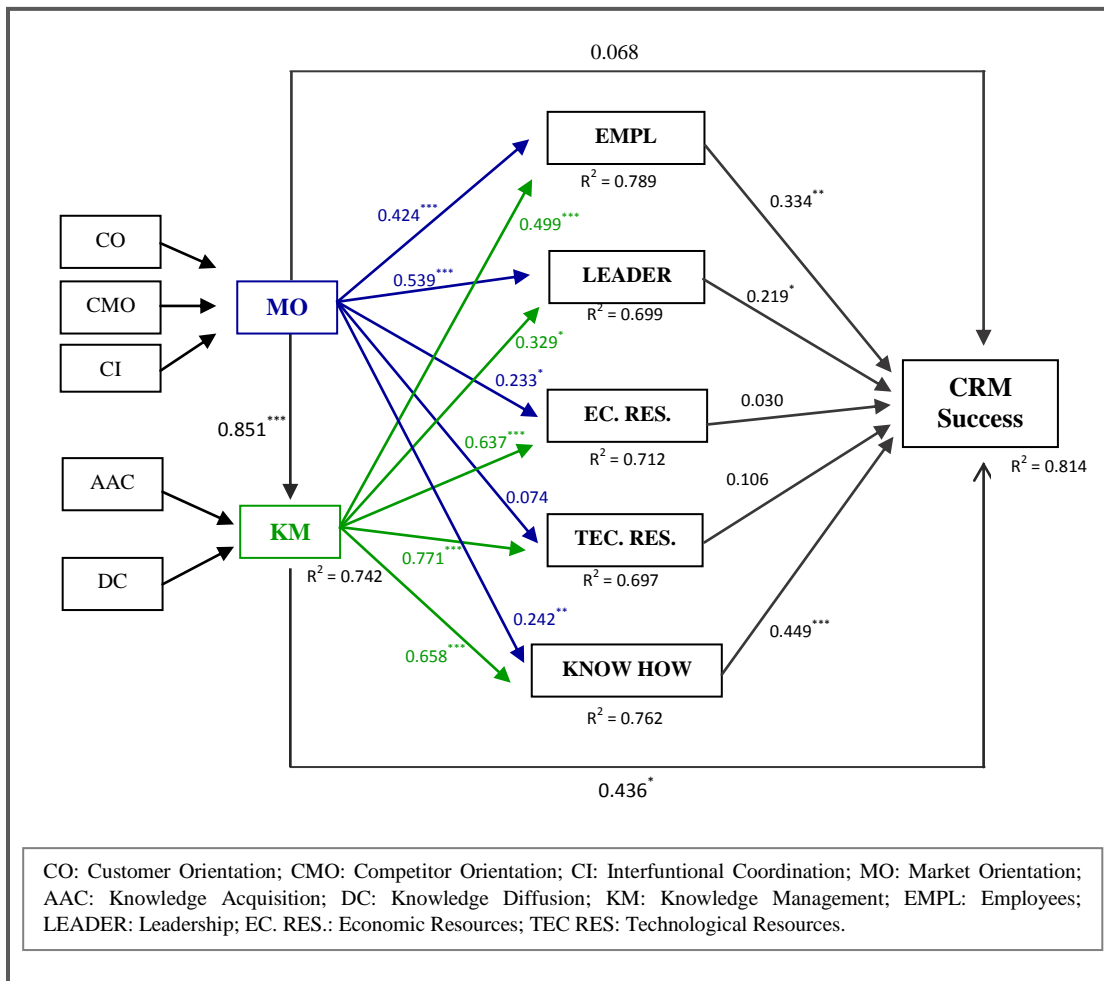 0.068
EMPL
R² = 0.789
0.424***
0.499***
0.334**
CO
CMO
CI
MO
0.539***
LEADER
R² = 0.699
0.219*
0.329*
0.233*
EC. RES.
R² = 0.712
0.030
CRM
Success
R² = 0.814
0.851***
0.637***
0.106
AAC
DC
KM
R² = 0.742
0.074
0.771***
TEC. RES.
R² = 0.697
0.242**
0.658***
0.449***
KNOW HOW
R² = 0.762
0.436*
CO: Customer Orientation; CMO: Competitor Orientation; CI: Interfuntional Coordination; MO: Market Orientation;
AAC: Knowledge Acquisition; DC: Knowledge Diffusion; KM: Knowledge Management; EMPL: Employees;
LEADER: Leadership; EC. RES.: Economic Resources; TEC RES: Technological Resources.